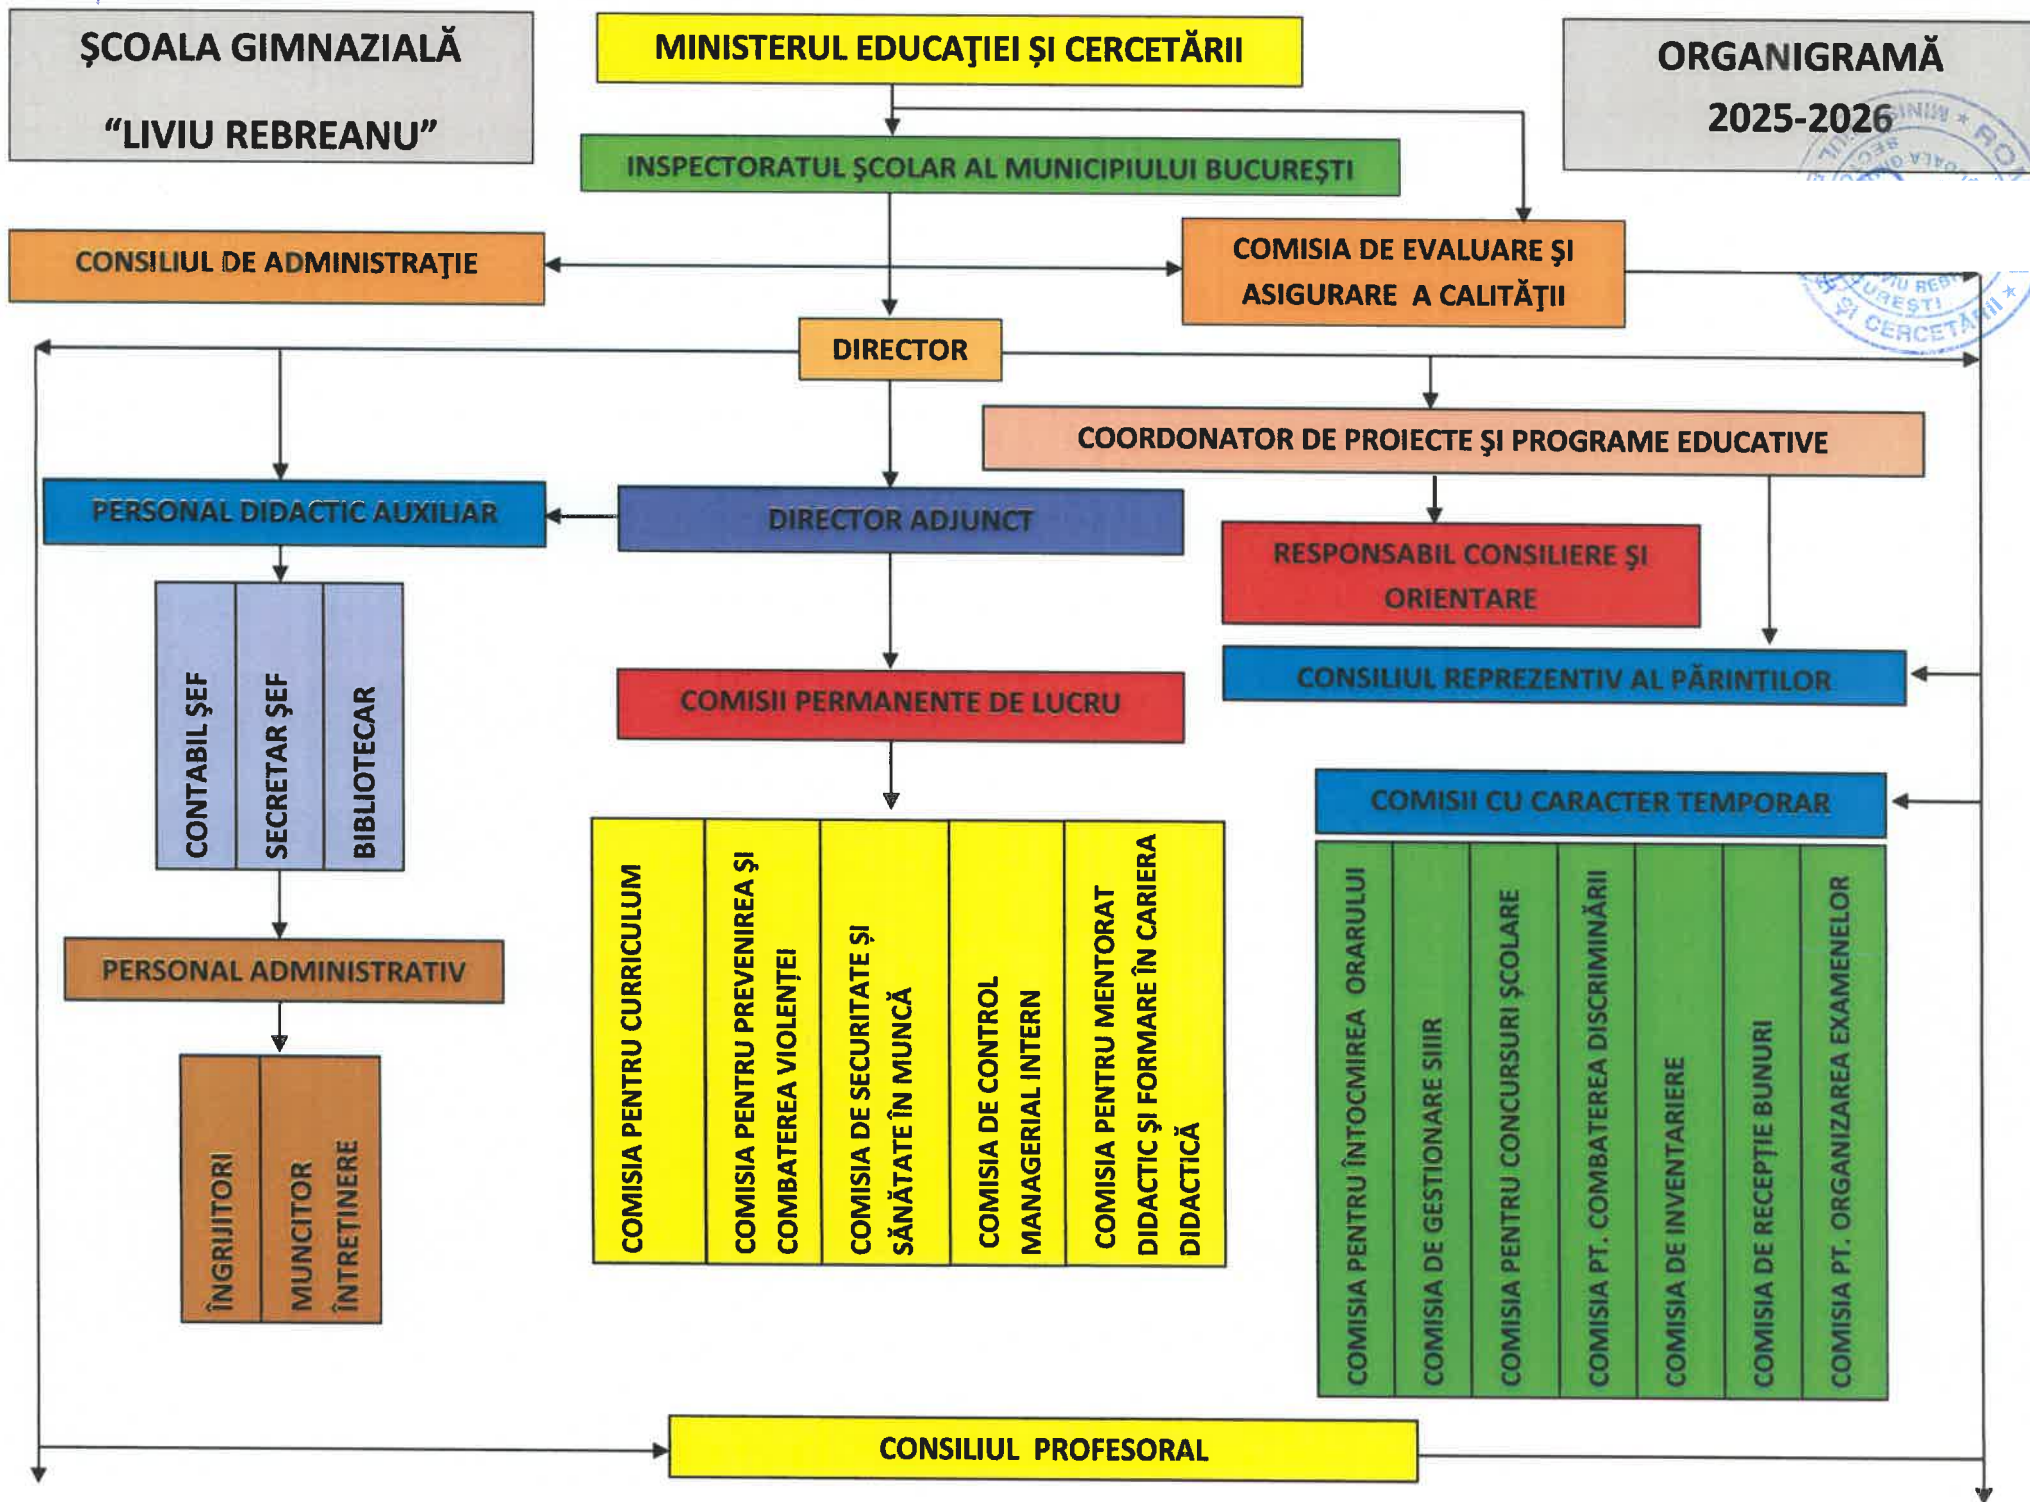 ŞCOALA GIMNAZIALĂ
“LIVIU REBREANU”
MINISTERUL EDUCAŢIEI ŞI CERCETĂRII
ORGANIGRAMĂ
2025-2026
INSPECTORATUL ŞCOLAR AL MUNICIPIULUI BUCUREŞTI
CONSILIUL DE ADMINISTRAŢIE
COMISIA DE EVALUARE ŞI
ASIGURARE A CALITĂŢII
ŞI CERCETĂRII
DIRECTOR
COORDONATOR DE PROIECTE ŞI PROGRAME EDUCATIVE
PERSONAL DIDACTIC AUXILIAR
DIRECTOR ADJUNCT
RESPONSABIL CONSILIERE ŞI
ORIENTARE
CONTABIL ŞEF
SECRETAR ŞEF
BIBLIOTECAR
COMISII PERMANENTE DE LUCRU
CONSILIUL REPREZENTIV AL PĂRINTILOR
COMISII CU CARACTER TEMPORAR
PERSONAL ADMINISTRATIV
ÎNGRIJITORI
MUNCITOR
ÎNTREŢINERE
COMISIA PENTRU CURRICULUM
COMISIA PENTRU PREVENIREA ŞI
COMBATEREA VIOLENŢEI
COMISIA DE SECURITATE ŞI
SĂNĂTATE ÎN MUNCĂ
COMISIA DE CONTROL
MANAGERIAL INTERN
COMISIA PENTRU MENTORAT
DIDACTIC ŞI FORMARE ÎN CARIERA
DIDACTICĂ
COMISIA PENTRU ÎNTOCMIREA ORARULUI
COMISIA DE GESTIONARE SIIIR
COMISIA PENTRU CONCURSURI ŞCOLARE
COMISIA PT. COMBATEREA DISCRIMINĂRII
COMISIA DE INVENTARIERE
COMISIA DE RECEPŢIE BUNURI
COMISIA PT. ORGANIZAREA EXAMENELOR
CONSILIUL PROFESORAL